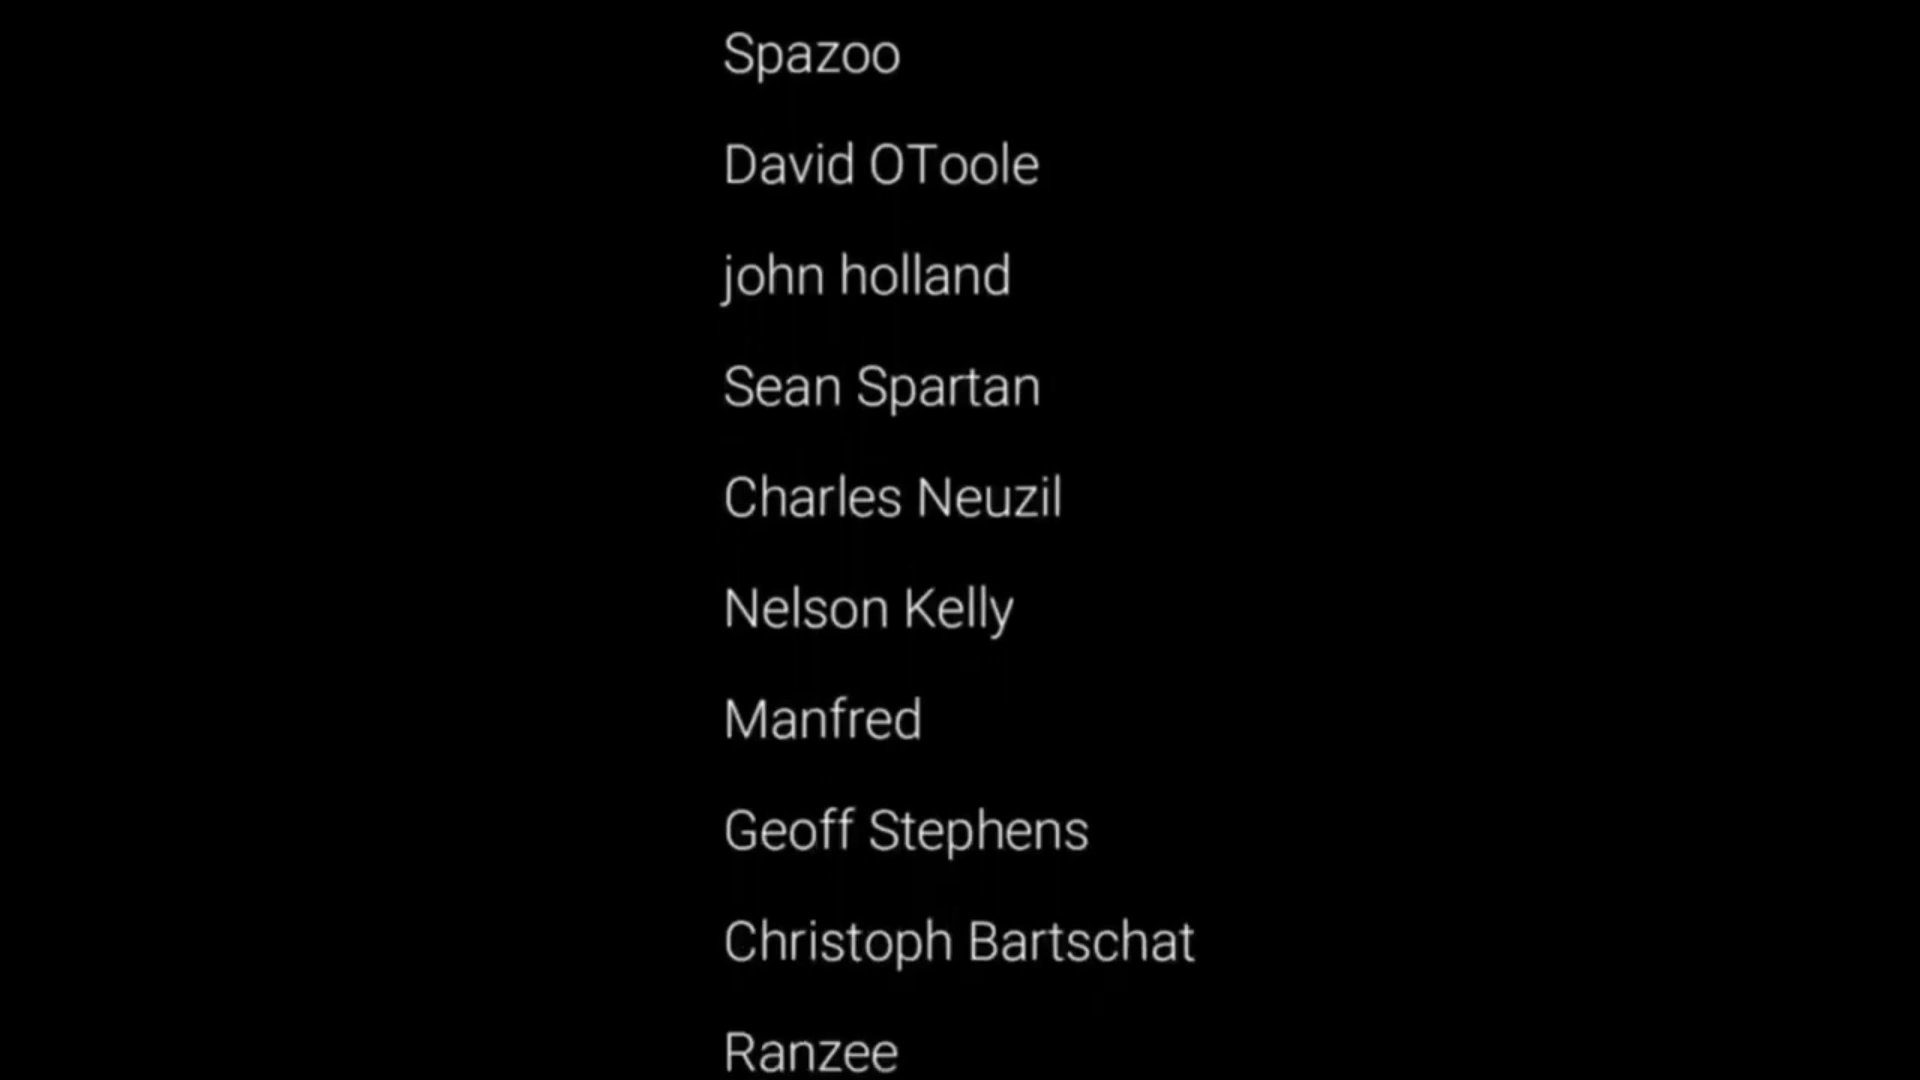 Spazoo
David OToole
john holland
Sean Spartan
Charles Neuzil
Nelson Kelly
Manfred
Geoff Stephens
Christoph Bartschat
Ranzee